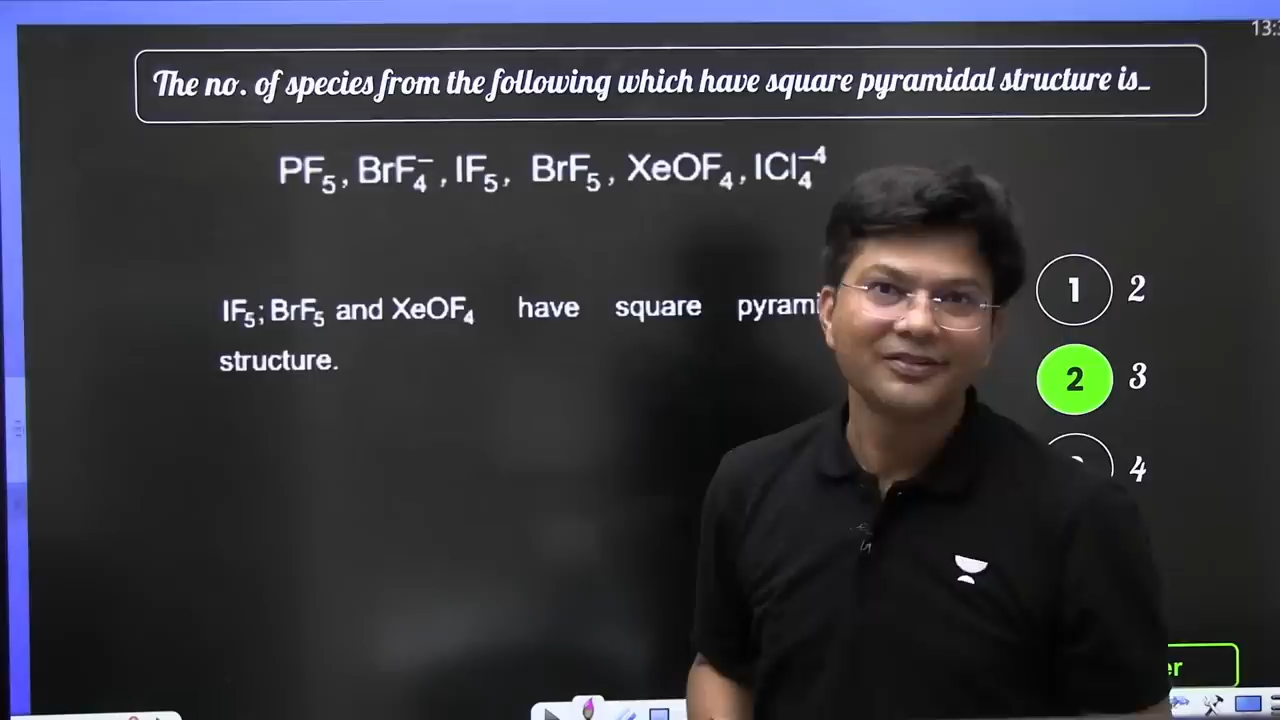 13:
The no. of species from the following which have square pyramidal structure is_
PF₅, BrF₄⁻, IF₅, BrF₅, XeOF₄, ICl₄⁻⁴
1 2
IF₅; BrF₅ and XeOF₄ have square pyrami
structure.
2 3
4
er